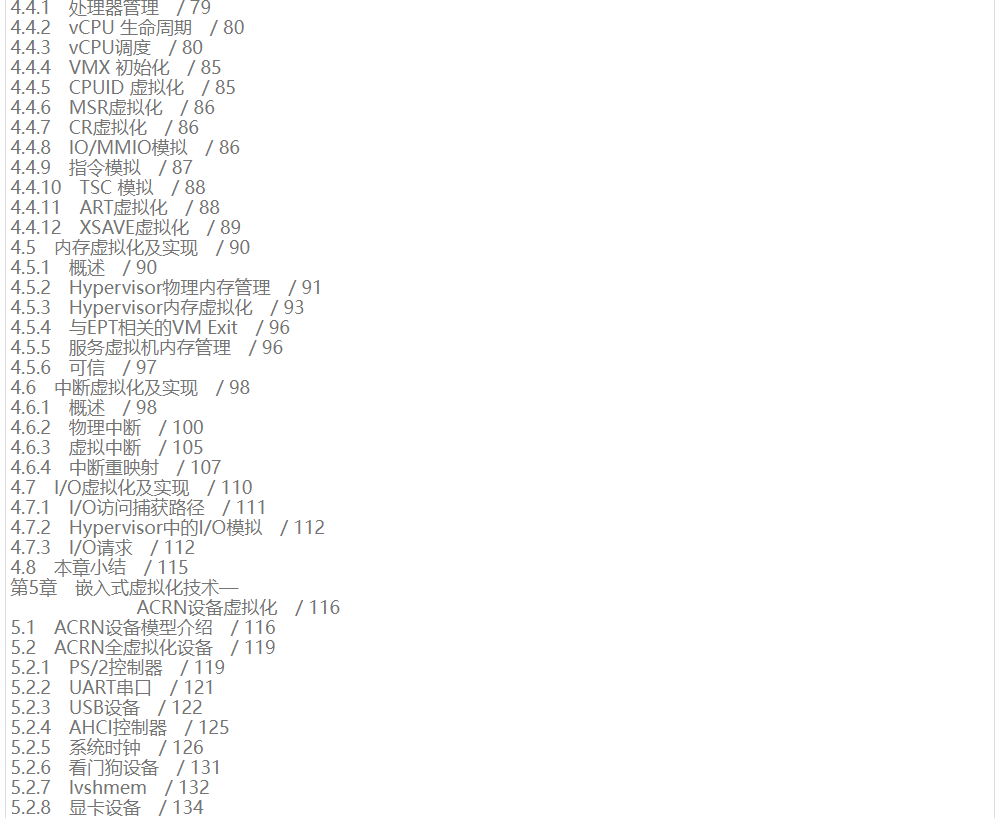 4.4.1 处理器管理 / 79
4.4.2 vCPU 生命周期 / 80
4.4.3 vCPU调度 / 80
4.4.4 VMX 初始化 / 85
4.4.5 CPUID 虚拟化 / 85
4.4.6 MSR虚拟化 / 86
4.4.7 CR虚拟化 / 86
4.4.8 IO/MMIO模拟 / 86
4.4.9 指令模拟 / 87
4.4.10 TSC 模拟 / 88
4.4.11 ART虚拟化 / 88
4.4.12 XSAVE虚拟化 / 89
4.5 内存虚拟化及实现 / 90
4.5.1 概述 / 90
4.5.2 Hypervisor物理内存管理 / 91
4.5.3 Hypervisor内存虚拟化 / 93
4.5.4 与EPT相关的VM Exit / 96
4.5.5 服务虚拟机内存管理 / 96
4.5.6 可信 / 97
4.6 中断虚拟化及实现 / 98
4.6.1 概述 / 98
4.6.2 物理中断 / 100
4.6.3 虚拟中断 / 105
4.6.4 中断重映射 / 107
4.7 I/O虚拟化及实现 / 110
4.7.1 I/O访问捕获路径 / 111
4.7.2 Hypervisor中的I/O模拟 / 112
4.7.3 I/O请求 / 112
4.8 本章小结 / 115
第5章 嵌入式虚拟化技术—
ACRN设备虚拟化 / 116
5.1 ACRN设备模型介绍 / 116
5.2 ACRN全虚拟化设备 / 119
5.2.1 PS/2控制器 / 119
5.2.2 UART串口 / 121
5.2.3 USB设备 / 122
5.2.4 AHCI控制器 / 125
5.2.5 系统时钟 / 126
5.2.6 看门狗设备 / 131
5.2.7 Ivshmem / 132
5.2.8 显卡设备 / 134